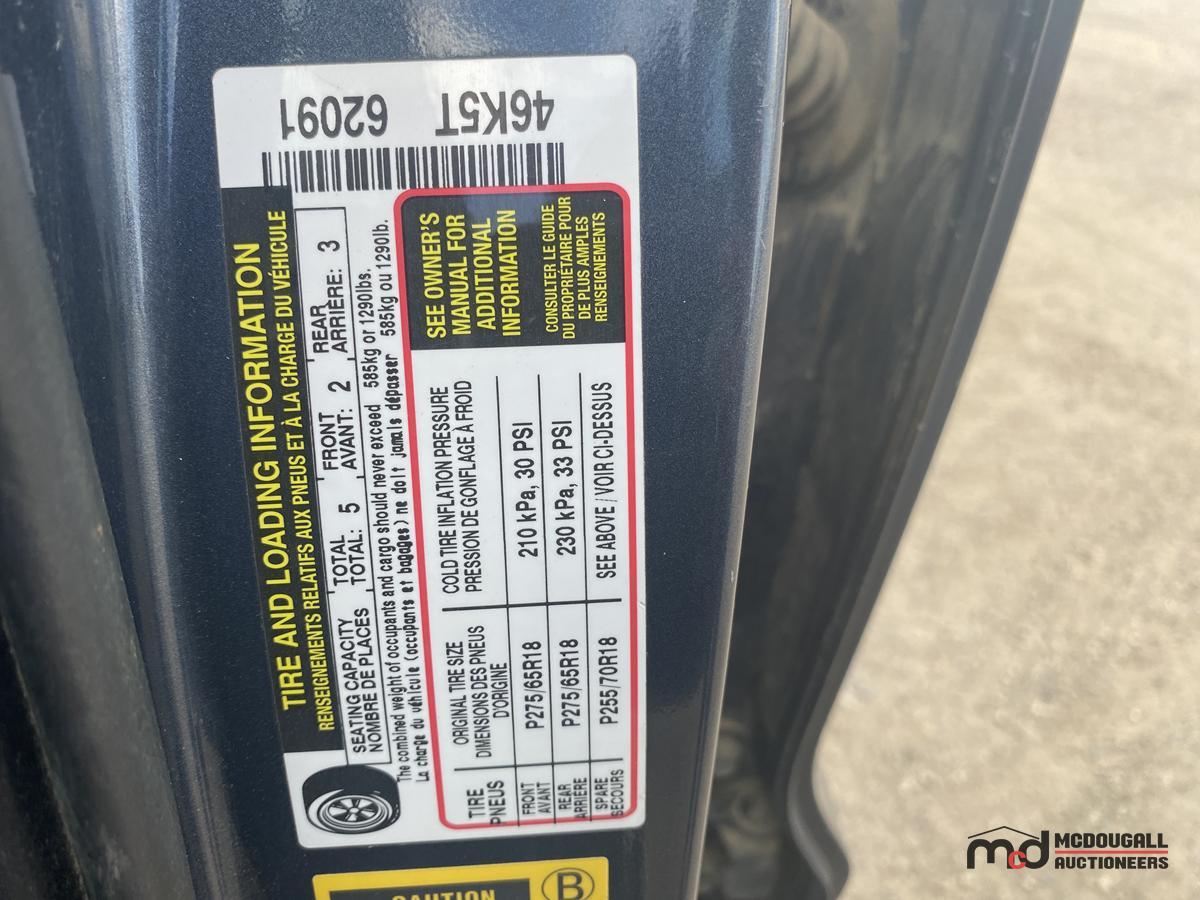 46K5T 62091
TIRE AND LOADING INFORMATION
RENSEIGNEMENTS RELATIFS AUX PNEUS ET À LA CHARGE DU VÉHICULE
SEATING CAPACITY TOTAL FRONT REAR
NOMBRE DE PLACES TOTAL: 5 AVANT: 2 ARRIÈRE: 3
The combined weight of occupants and cargo should never exceed 585kg or 1290lbs.
La charge du véhicule (occupants et bagages) ne doit jamais dépasser 585kg ou 1290lb.
TIRE
PNEUS
ORIGINAL TIRE SIZE
DIMENSIONS DES PNEUS
D'ORIGINE
COLD TIRE INFLATION PRESSURE
PRESSION DE GONFLAGE À FROID
FRONT
AVANT
P275/65R18
210 kPa, 30 PSI
REAR
ARRIÈRE
P275/65R18
230 kPa, 33 PSI
SPARE
SECOURS
P255/70R18
SEE ABOVE / VOIR CI-DESSUS
SEE OWNER'S
MANUAL FOR
ADDITIONAL
INFORMATION
CONSULTER LE GUIDE
DU PROPRIÉTAIRE POUR
DE PLUS AMPLES
RENSEIGNEMENTS
CAUTION
B
mcd MCDOUGALL
AUCTIONEERS